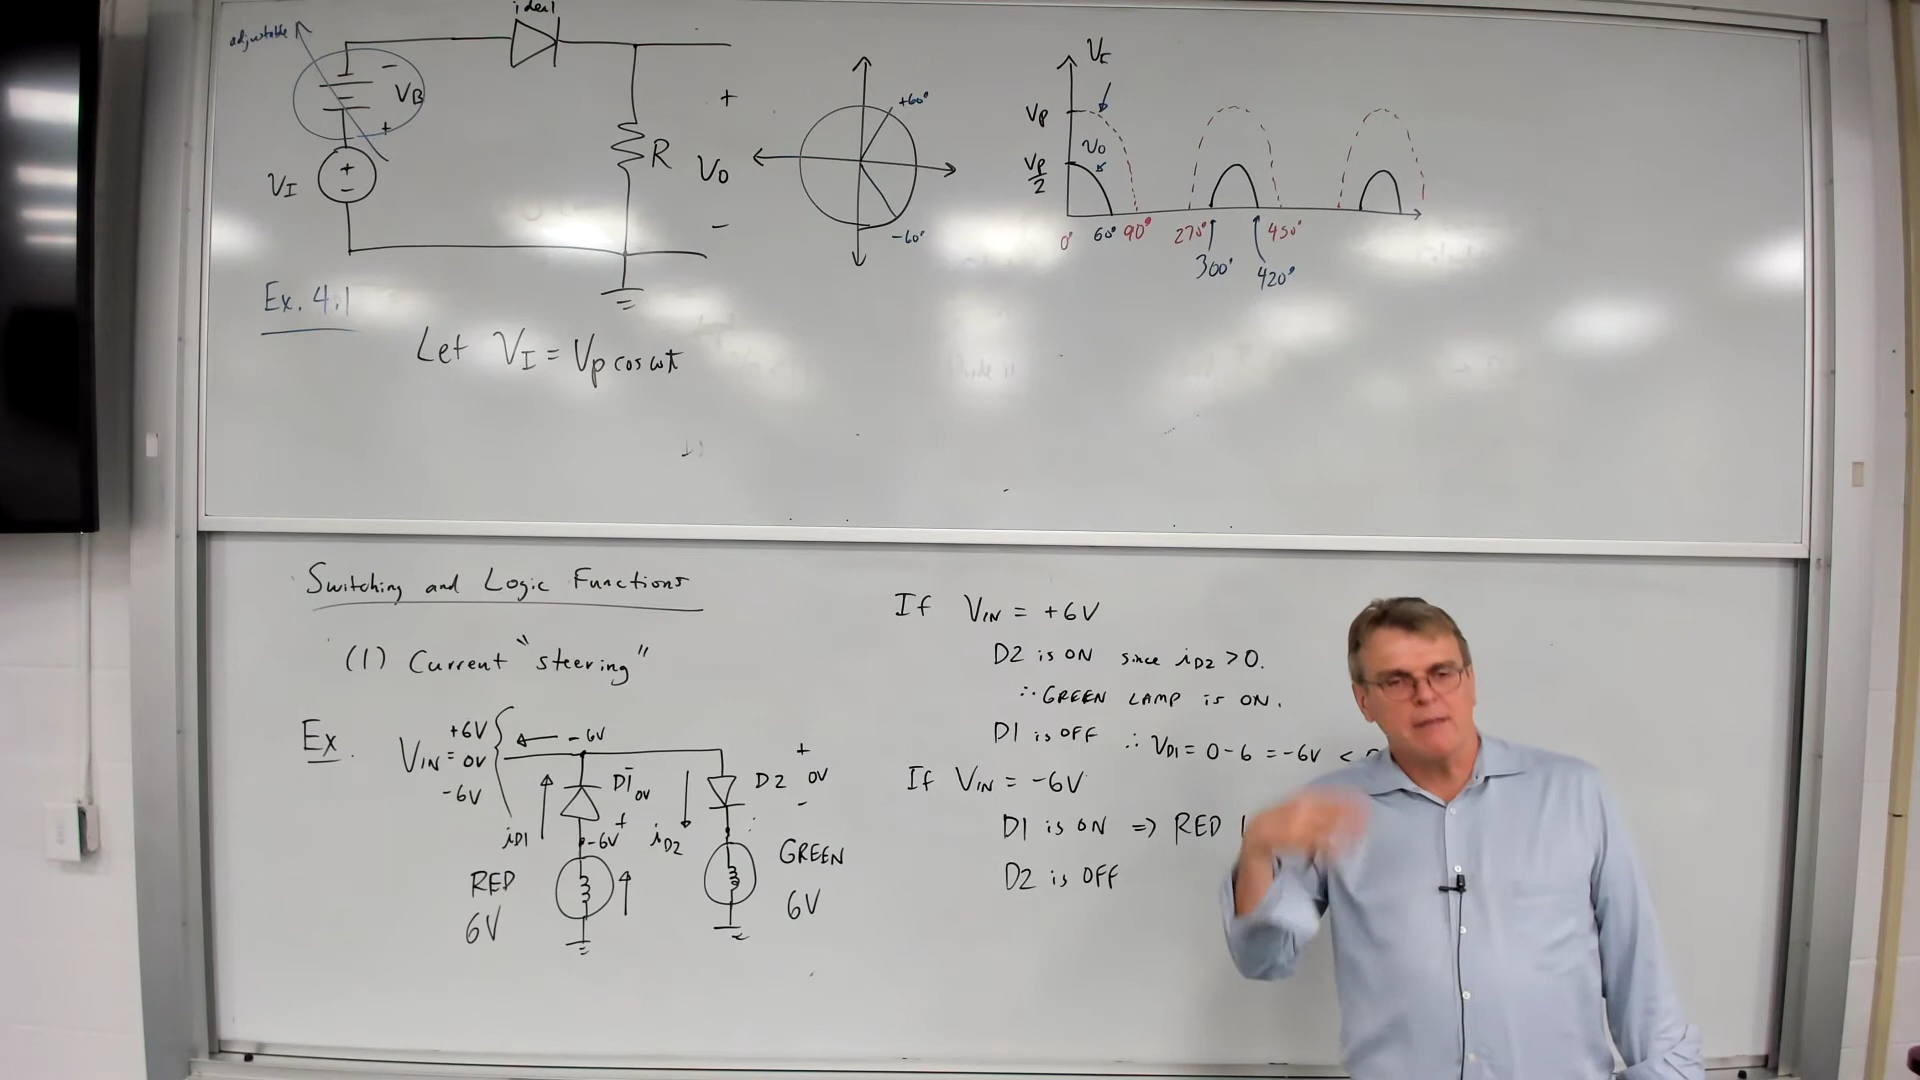 ideal
adjustable
−
VB
+
+
−
VI
R
+
Vo
−
+60°
-60°
VI
Vp
Vo
Vp/2
0° 60° 90° 270° 450°
300° 420°
Ex. 4.1
Let VI = Vp cos ωt
Switching and Logic Functions
(1) Current "steering"
Ex.
+6V
VIN = 0V
-6V
-6V
D1
−
0V
+
-6V
iD1
D2
+
0V
-
iD2
RED
6V
GREEN
6V
If VIN = +6V
D2 is ON since iD2 > 0.
∴ GREEN LAMP is ON.
D1 is OFF ∴ VD1 = 0-6 = -6V <
If VIN = -6V
D1 is ON => RED
D2 is OFF